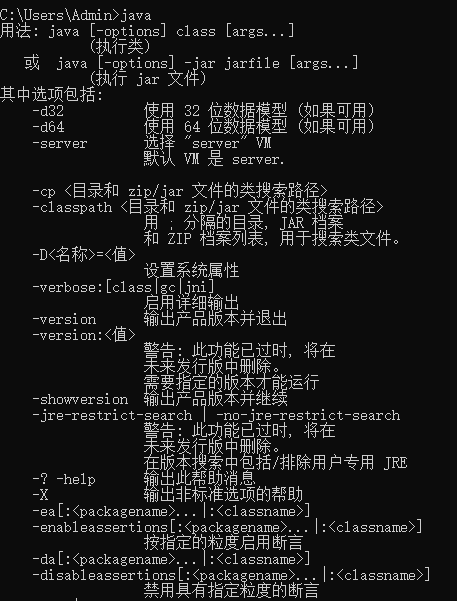 C:\Users\Admin>java
用法: java [-options] class [args...]
(执行类)
或 java [-options] -jar jarfile [args...]
(执行 jar 文件)
其中选项包括:
-d32 使用 32 位数据模型 (如果可用)
-d64 使用 64 位数据模型 (如果可用)
-server 选择 "server" VM
默认 VM 是 server.
-cp <目录和 zip/jar 文件的类搜索路径>
-classpath <目录和 zip/jar 文件的类搜索路径>
用 ; 分隔的目录, JAR 档案
和 ZIP 档案列表, 用于搜索类文件。
-D<名称>=<值>
设置系统属性
-verbose:[class|gc|jni]
启用详细输出
-version 输出产品版本并退出
-version:<值>
警告: 此功能已过时, 将在
未来发行版中删除。
需要指定的版本才能运行
-showversion 输出产品版本并继续
-jre-restrict-search | -no-jre-restrict-search
警告: 此功能已过时, 将在
未来发行版中删除。
在版本搜索中包括/排除用户专用 JRE
-? -help 输出此帮助消息
-X 输出非标准选项的帮助
-ea[:<packagename>...|:<classname>]
-enableassertions[:<packagename>...|:<classname>]
按指定的粒度启用断言
-da[:<packagename>...|:<classname>]
-disableassertions[:<packagename>...|:<classname>]
禁用具有指定粒度的断言